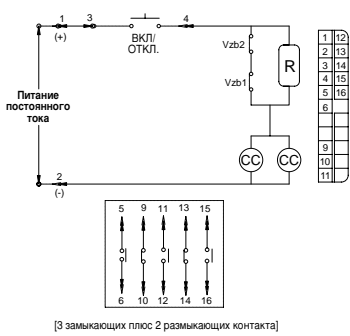 1 3 4
(+)
ВКЛ/
ОТКЛ.
Vzb2
Vzb1
R
Питание
постоянного
тока
CC CC
2
(-)
1 12
2 13
3 14
4 15
5 16
6
9
10
11
5 9 11 13 15
6 10 12 14 16
[3 замыкающих плюс 2 размыкающих контакта]